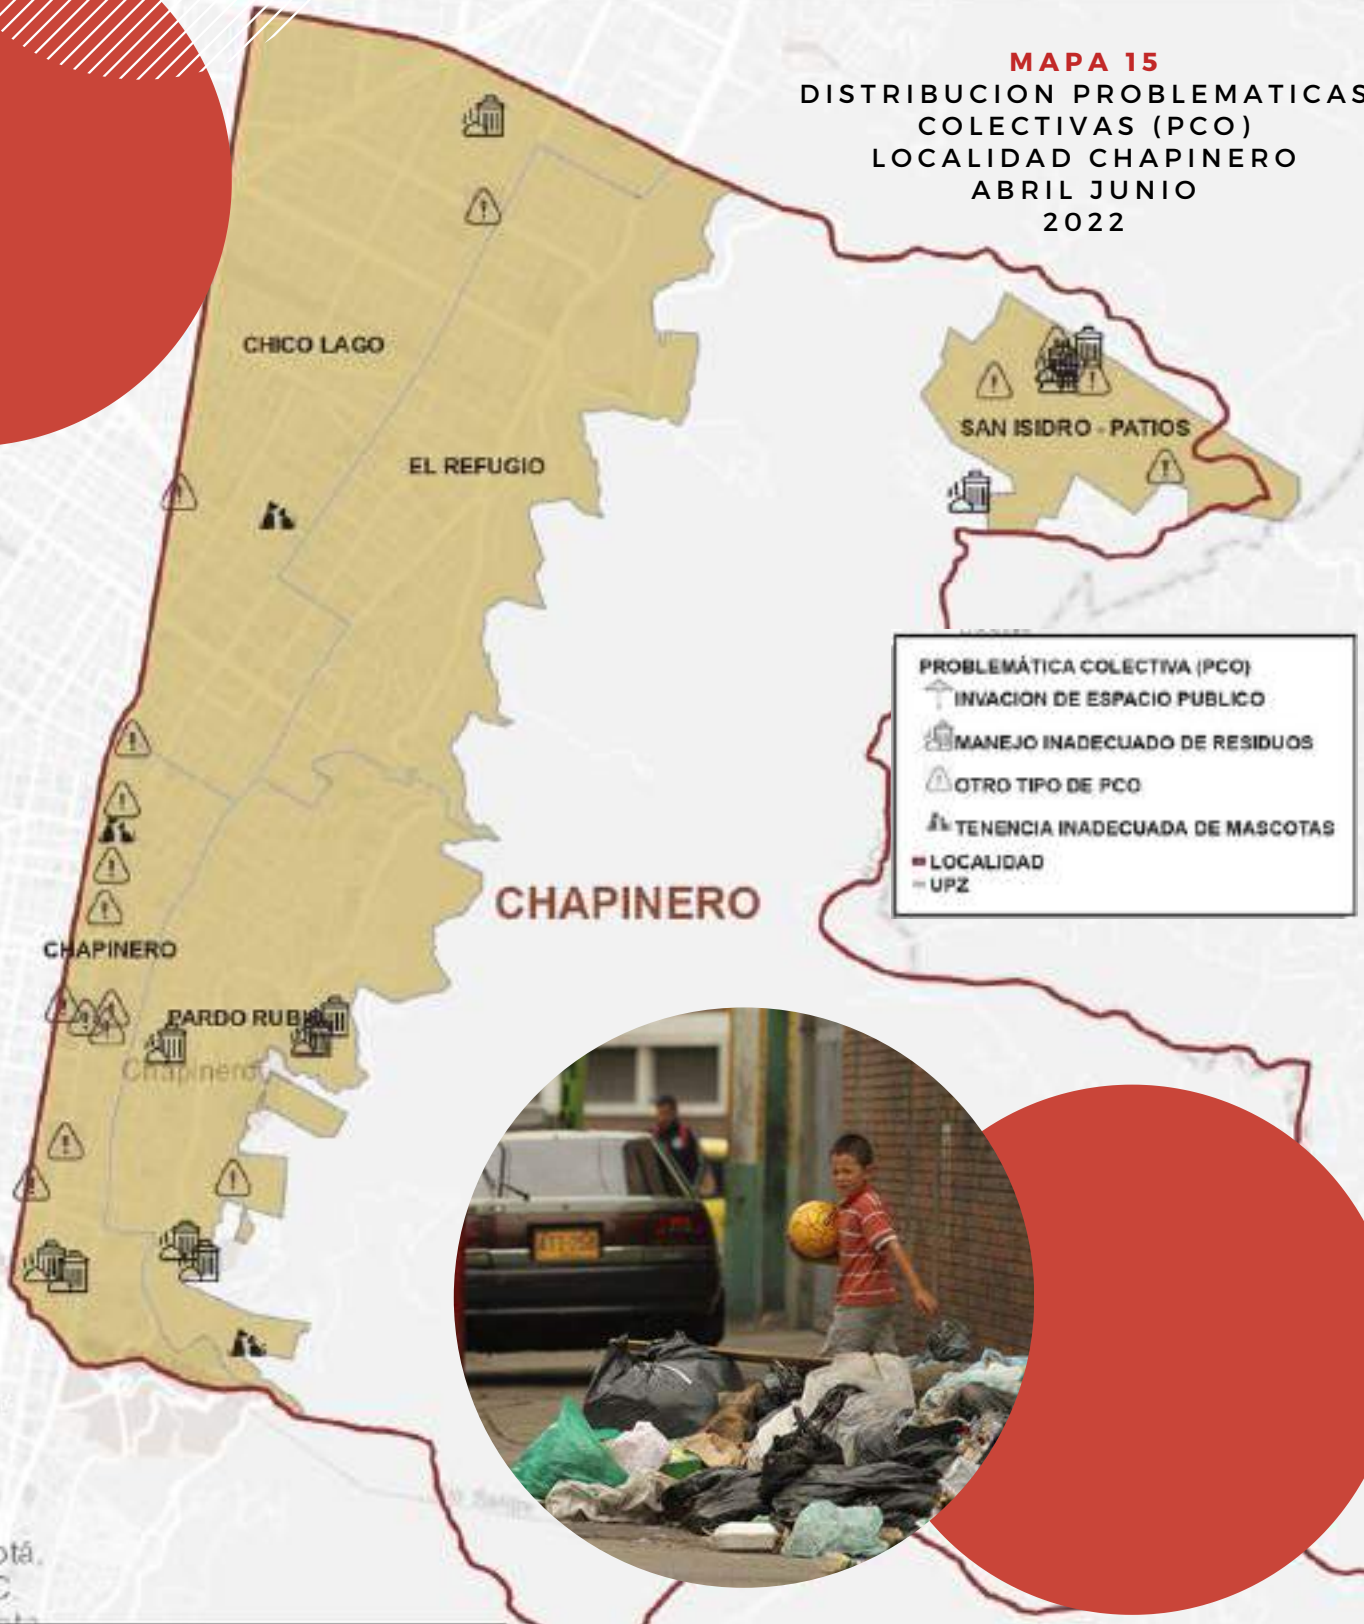 MAPA 15
DISTRIBUCION PROBLEMATICAS
COLECTIVAS (PCO)
LOCALIDAD CHAPINERO
ABRIL JUNIO
2022
CHICO LAGO
EL REFUGIO
SAN ISIDRO - PATIOS
PROBLEMÁTICA COLECTIVA (PCO)
INVACION DE ESPACIO PUBLICO
MANEJO INADECUADO DE RESIDUOS
OTRO TIPO DE PCO
TENENCIA INADECUADA DE MASCOTAS
LOCALIDAD
UPZ
CHAPINERO
CHAPINERO
PARDO RUBIO
Chapinero